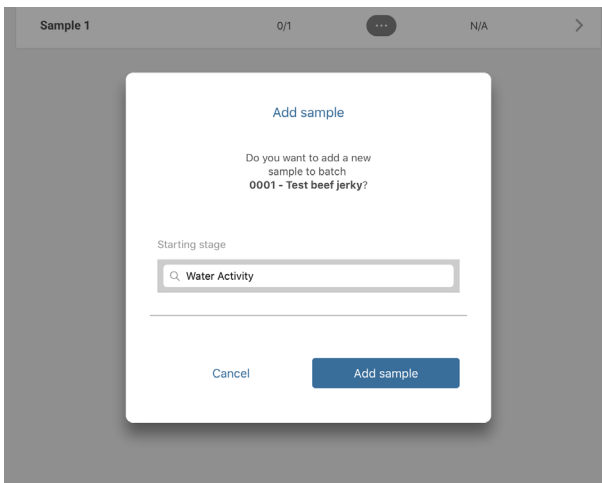 Sample 1 0/1 ... N/A
Add sample
Do you want to add a new
sample to batch
0001 - Test beef jerky?
Starting stage
Water Activity
Cancel Add sample